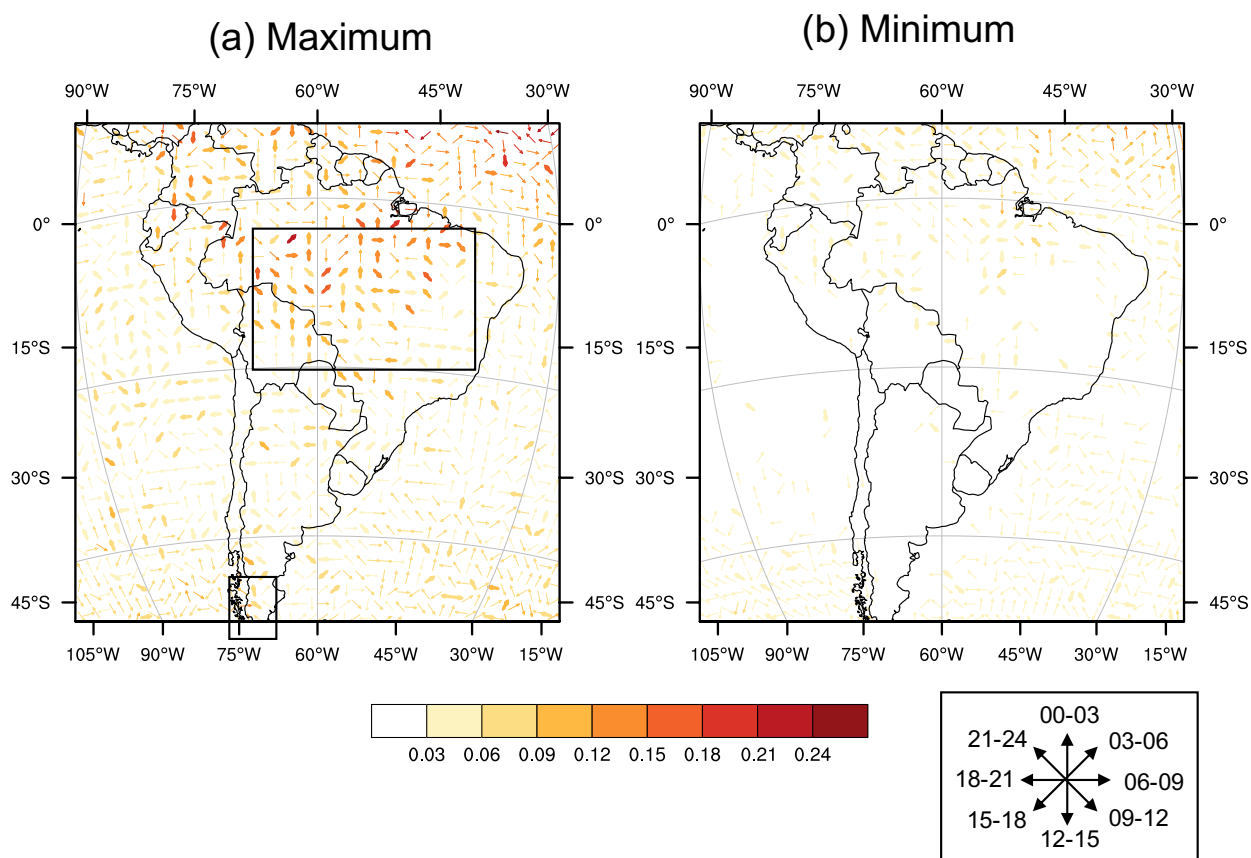 (a) Maximum
(b) Minimum
90°W 75°W 60°W 45°W 30°W
90°W 75°W 60°W 45°W 30°W
0°
0°
0°
0°
15°S
15°S
15°S
15°S
30°S
30°S
30°S
30°S
45°S
45°S
45°S
45°S
105°W 90°W 75°W 60°W 45°W 30°W 15°W
105°W 90°W 75°W 60°W 45°W 30°W 15°W
0.03 0.06 0.09 0.12 0.15 0.18 0.21 0.24
00-03
21-24 03-06
18-21 06-09
15-18 09-12
12-15